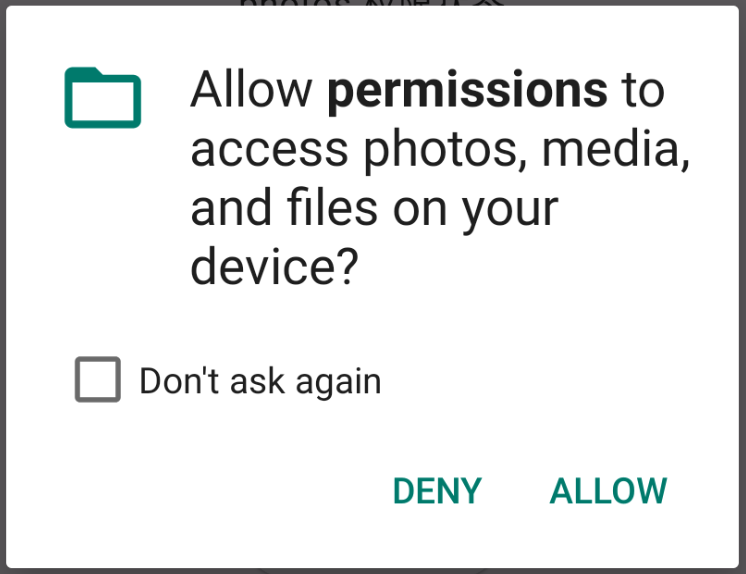 Allow permissions to
access photos, media,
and files on your
device?
Don't ask again
DENY
ALLOW